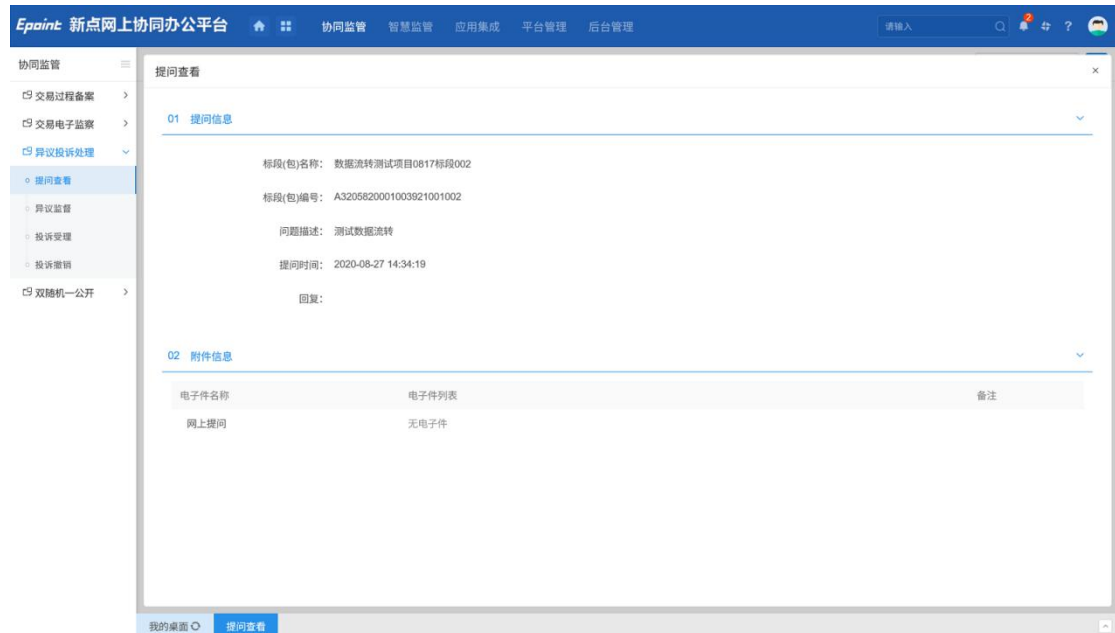 Epoint 新点网上协同办公平台 协同监管 智慧监管 应用集成 平台管理 后台管理 请输入 2 ?
协同监管
提问查看 ×
交易过程备案
交易电子监察
异议投诉处理
提问查看
异议监督
投诉受理
投诉撤销
双随机一公开
01 提问信息
标段(包)名称: 数据流转测试项目0817标段002
标段(包)编号: A3205820001003921001002
问题描述: 测试数据流转
提问时间: 2020-08-27 14:34:19
回复:
02 附件信息
电子件名称 电子件列表 备注
网上提问 无电子件
我的桌面 提问查看